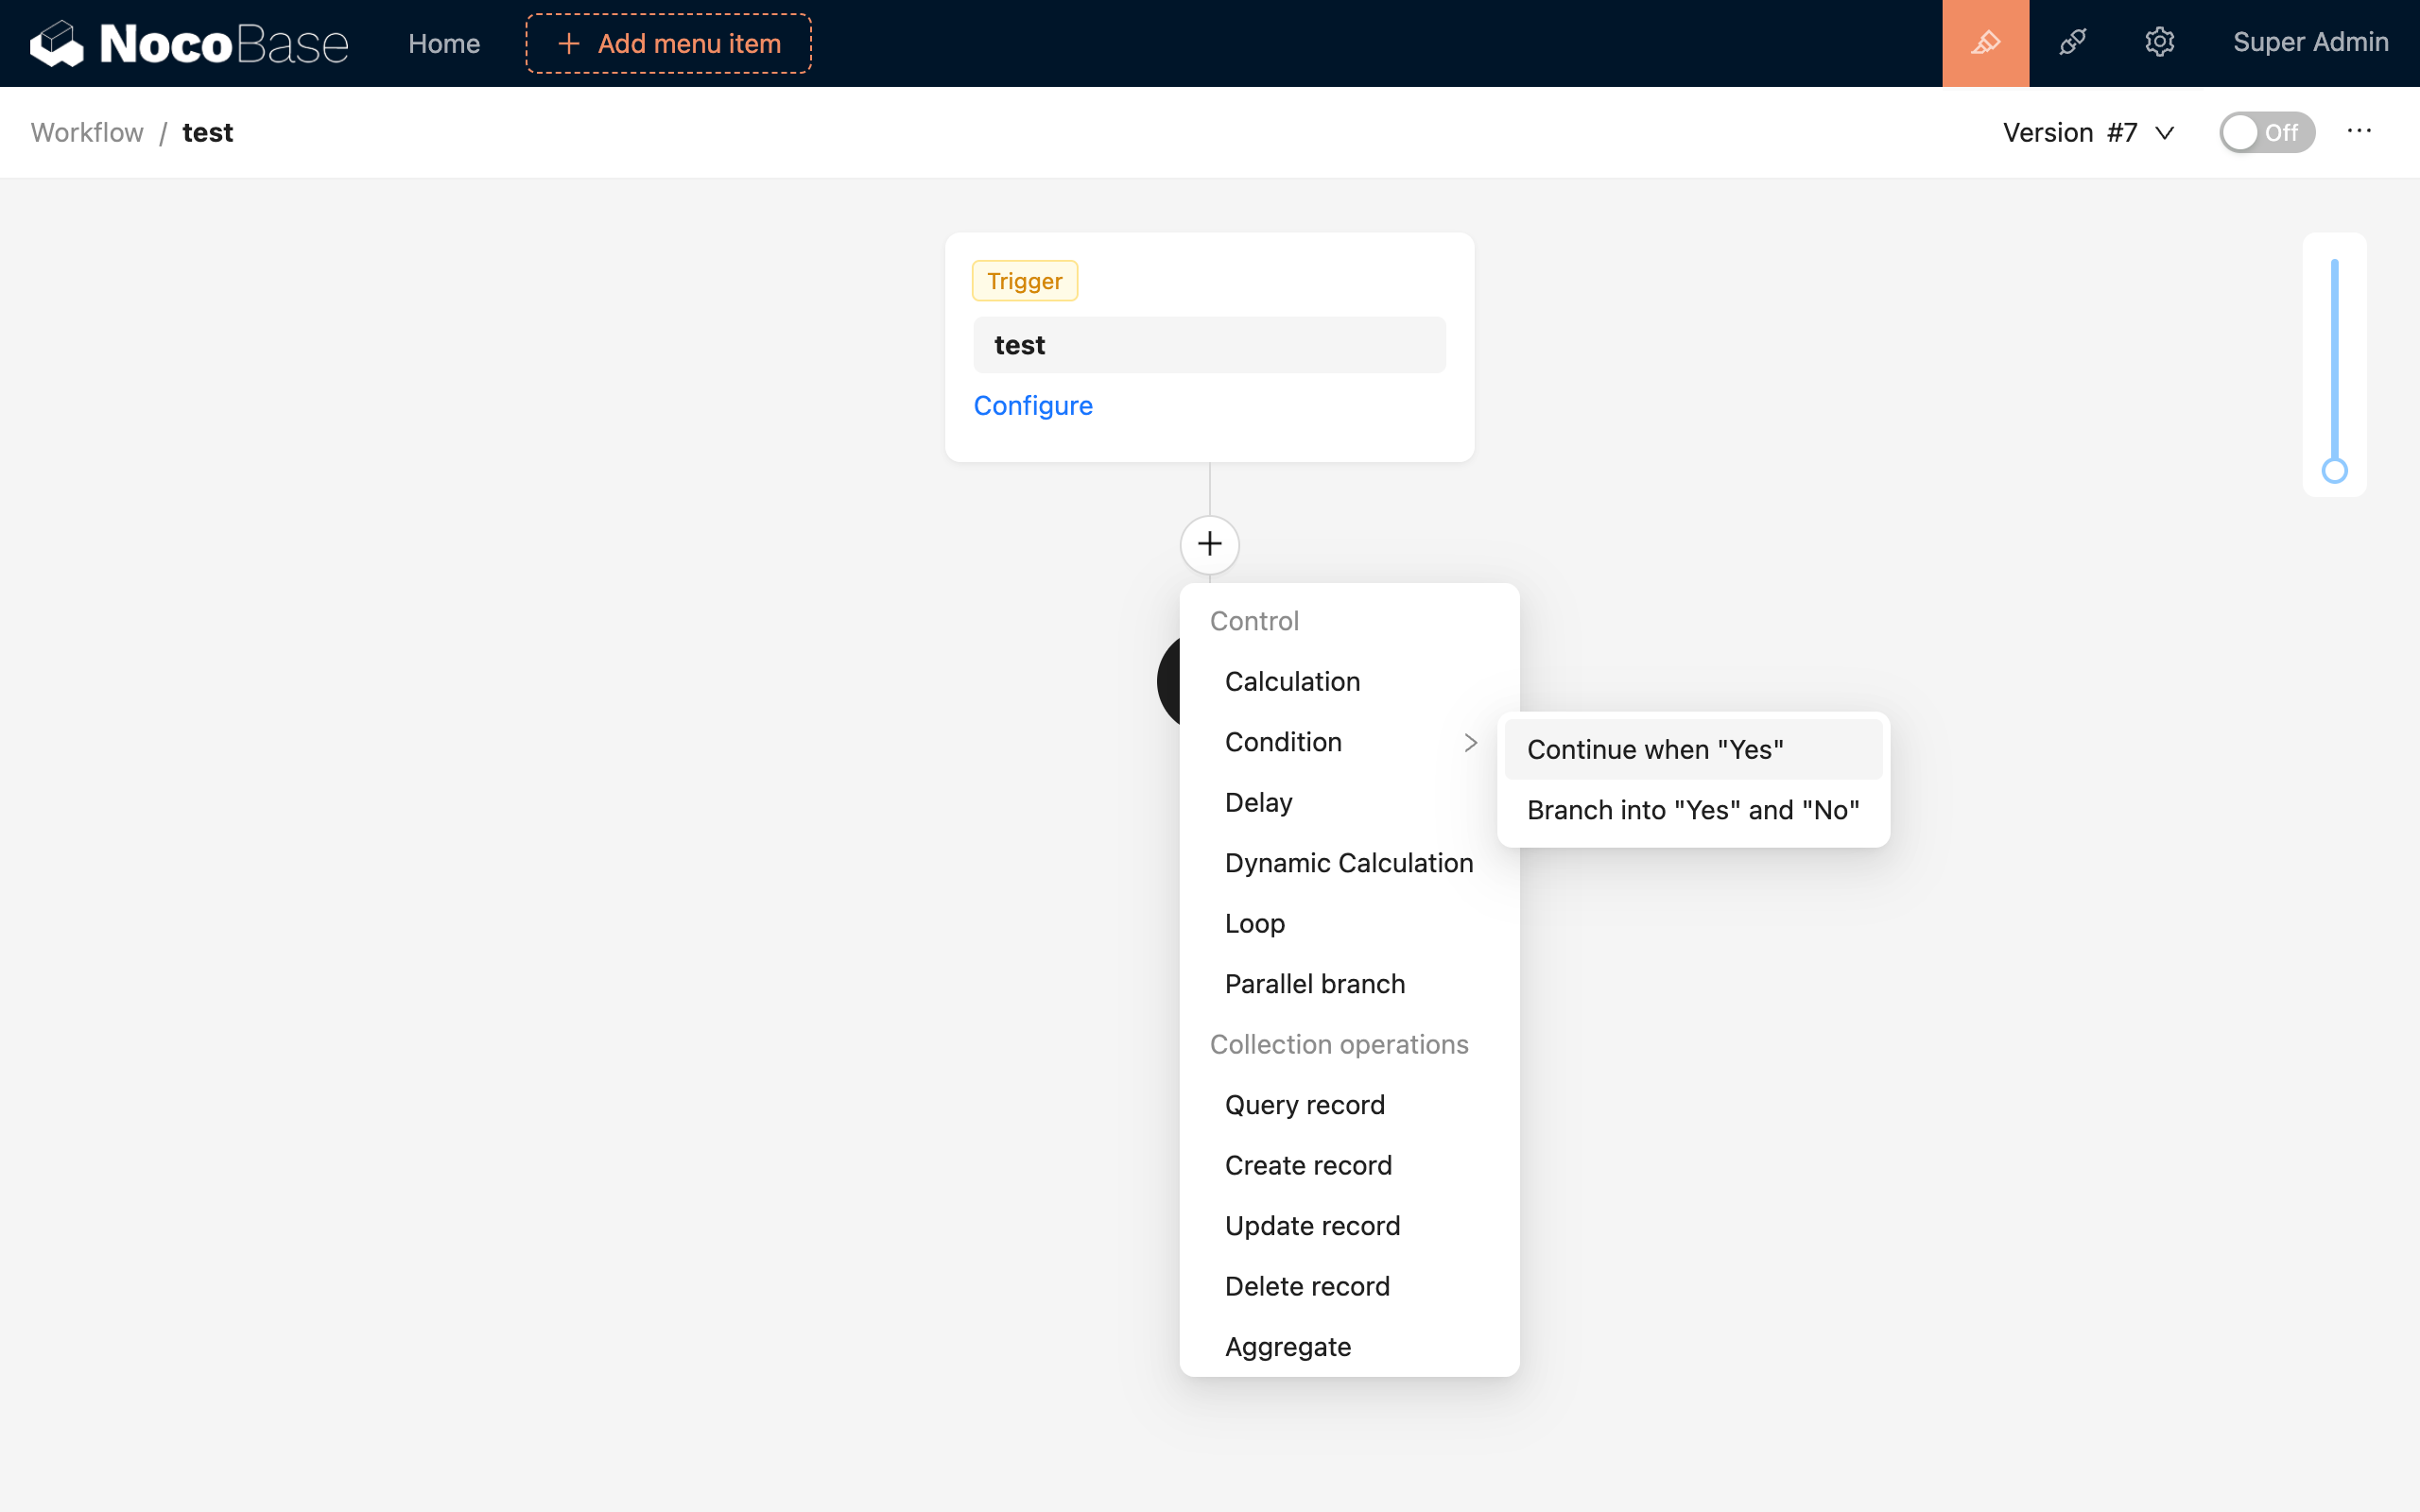 NocoBase Home + Add menu item Super Admin
Workflow / test Version #7 Off ...
Trigger
test
Configure
Control
Calculation
Condition
Continue when "Yes"
Delay
Branch into "Yes" and "No"
Dynamic Calculation
Loop
Parallel branch
Collection operations
Query record
Create record
Update record
Delete record
Aggregate